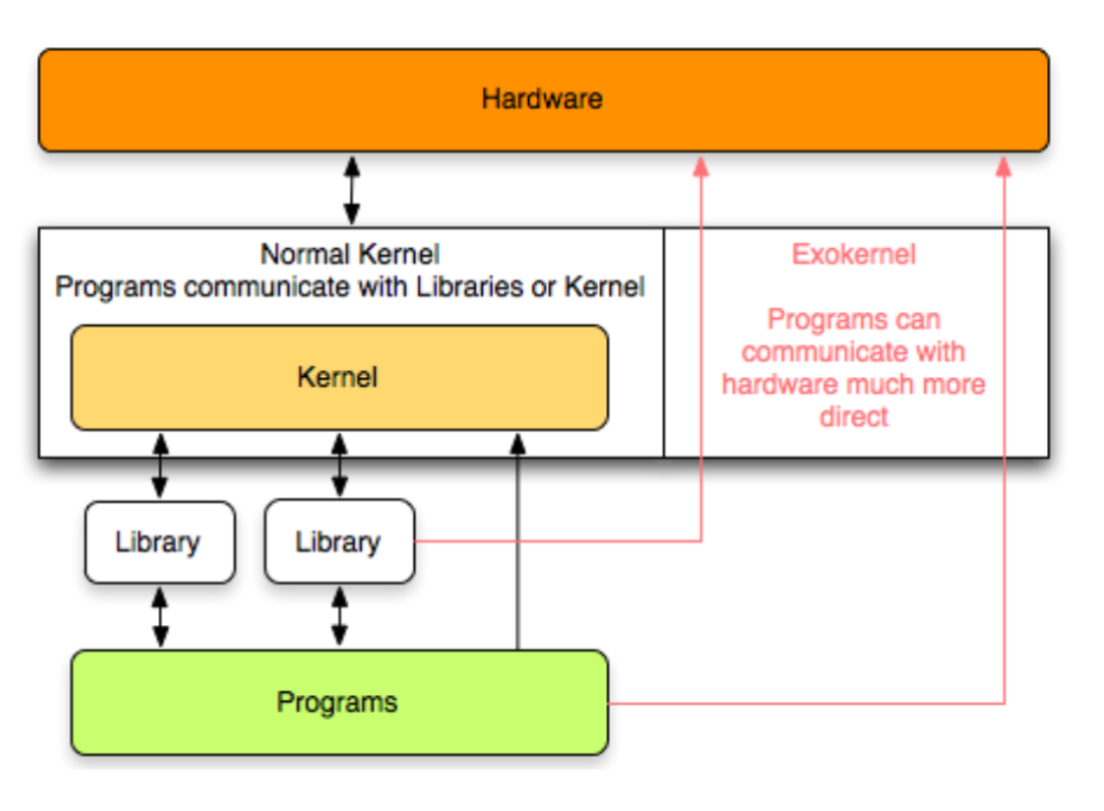 Hardware
Normal Kernel
Programs communicate with Libraries or Kernel
Kernel
Exokernel
Programs can
communicate with
hardware much more
direct
Library
Library
Programs